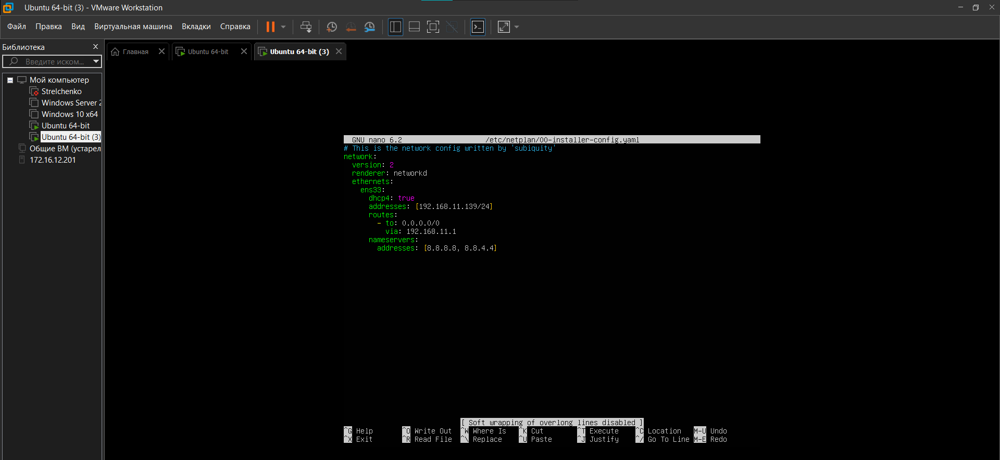 Ubuntu 64-bit (3) - VMware Workstation
Файл Правка Вид Виртуальная машина Вкладки Справка
Библиотека
Введите иском...
Мой компьютер
Strelchenko
Windows Server 2
Windows 10 x64
Ubuntu 64-bit
Ubuntu 64-bit (3)
Общие ВМ (устарел
172.16.12.201
Главная
Ubuntu 64-bit
Ubuntu 64-bit (3)
GNU nano 6.2 /etc/netplan/00-installer-config.yaml
# This is the network config written by 'subiquity'
network:
  version: 2
  renderer: networkd
  ethernets:
    ens33:
      dhcp4: true
      addresses: [192.168.11.139/24]
      routes:
        - to: 0.0.0.0/0
          via: 192.168.11.1
      nameservers:
        addresses: [8.8.8.8, 8.8.4.4]
[ Soft wrapping of overlong lines disabled ]
^G Help ^O Write Out ^W Where Is ^K Cut ^T Execute ^C Location M-U Undo
^X Exit ^R Read File ^\ Replace ^U Paste ^J Justify ^/ Go To Line M-E Redo